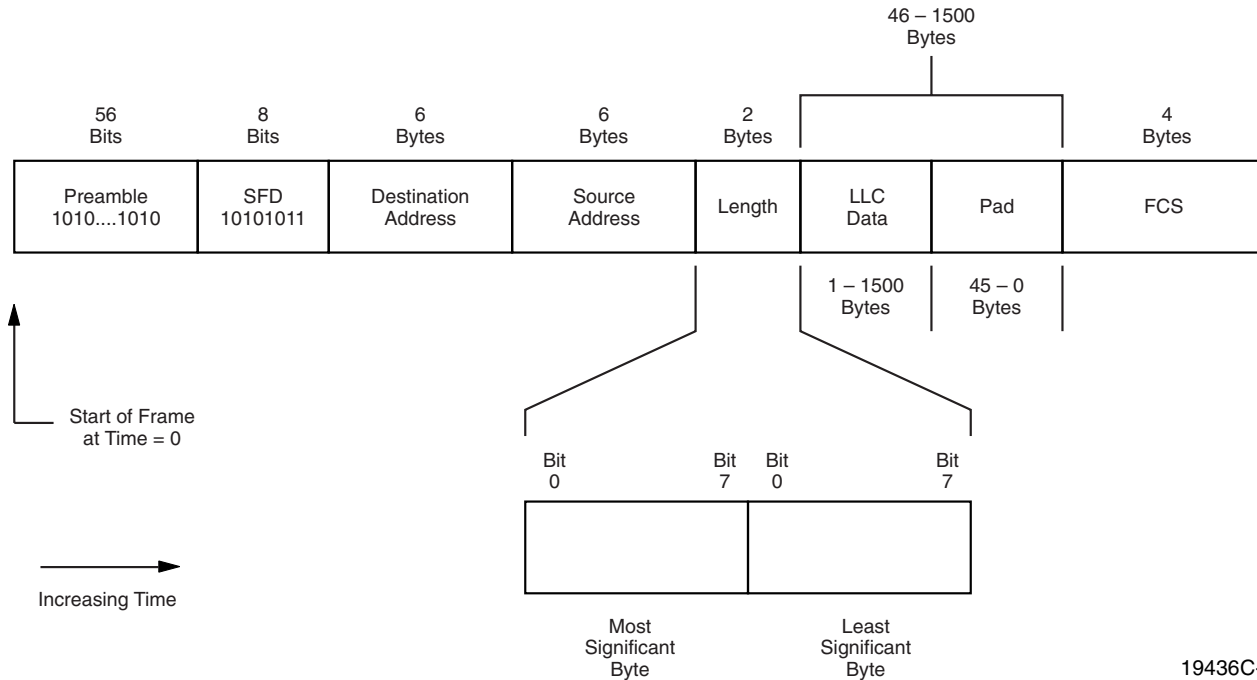 46 – 1500
Bytes
56
Bits
8
Bits
6
Bytes
6
Bytes
2
Bytes
4
Bytes
Preamble
1010....1010
SFD
10101011
Destination
Address
Source
Address
Length
LLC
Data
Pad
FCS
1 – 1500
Bytes
45 – 0
Bytes
Start of Frame
at Time = 0
Bit
0
Bit
7
Bit
0
Bit
7
Increasing Time
Most
Significant
Byte
Least
Significant
Byte
19436C-